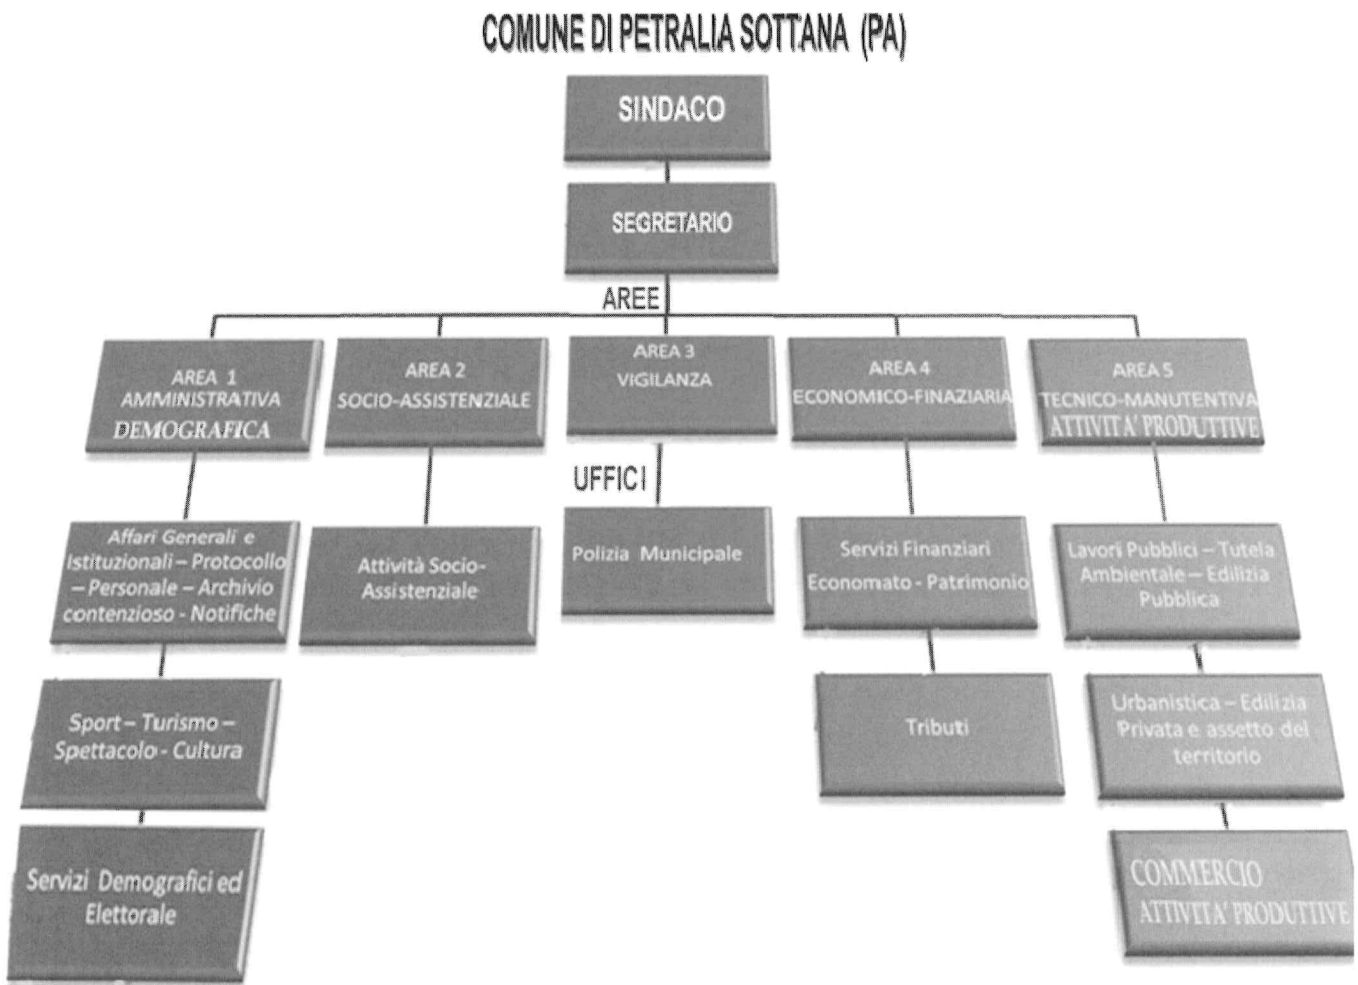 COMUNE DI PETRALIA SOTTANA (PA)
SINDACO
SEGRETARIO
AREE
AREA 1
AMMINISTRATIVA
DEMOGRAFICA
AREA 2
SOCIO-ASSISTENZIALE
AREA 3
VIGILANZA
AREA 4
ECONOMICO-FINAZIARIA
AREA 5
TECNICO-MANUTENTIVA
ATTIVITA' PRODUTTIVE
UFFICI
Affari Generali e
Istituzionali – Protocollo
– Personale – Archivio
contenzioso - Notifiche
Attività Socio-
Assistenziale
Polizia Municipale
Servizi Finanziari
Economato - Patrimonio
Lavori Pubblici – Tutela
Ambientale – Edilizia
Pubblica
Sport – Turismo –
Spettacolo - Cultura
Tributi
Urbanistica – Edilizia
Privata e assetto del
territorio
Servizi Demografici ed
Elettorale
COMMERCIO
ATTIVITA' PRODUTTIVE